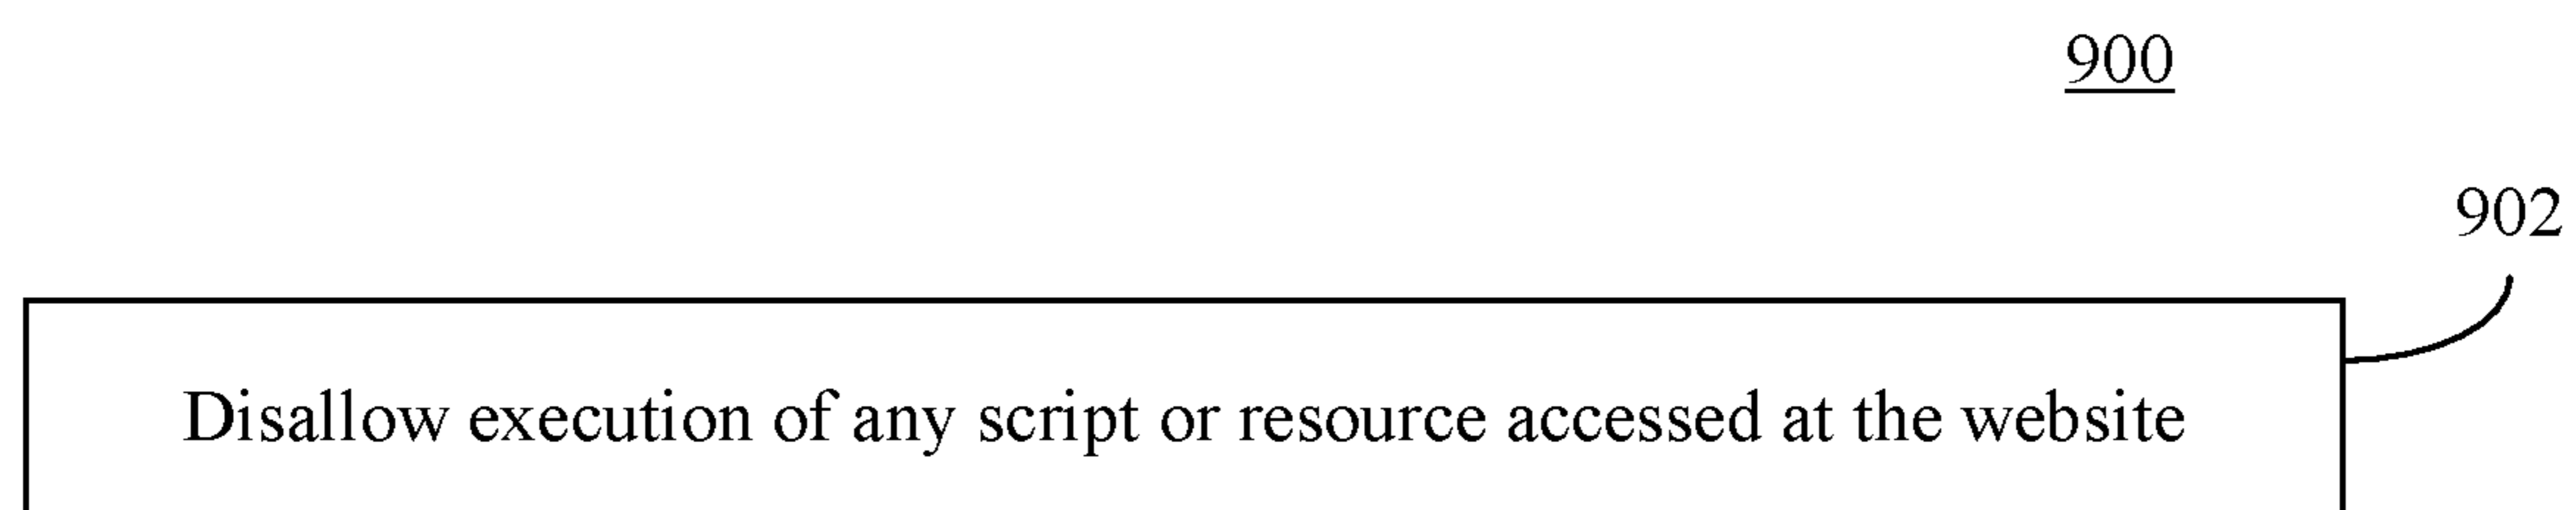 900
902
Disallow execution of any script or resource accessed at the website